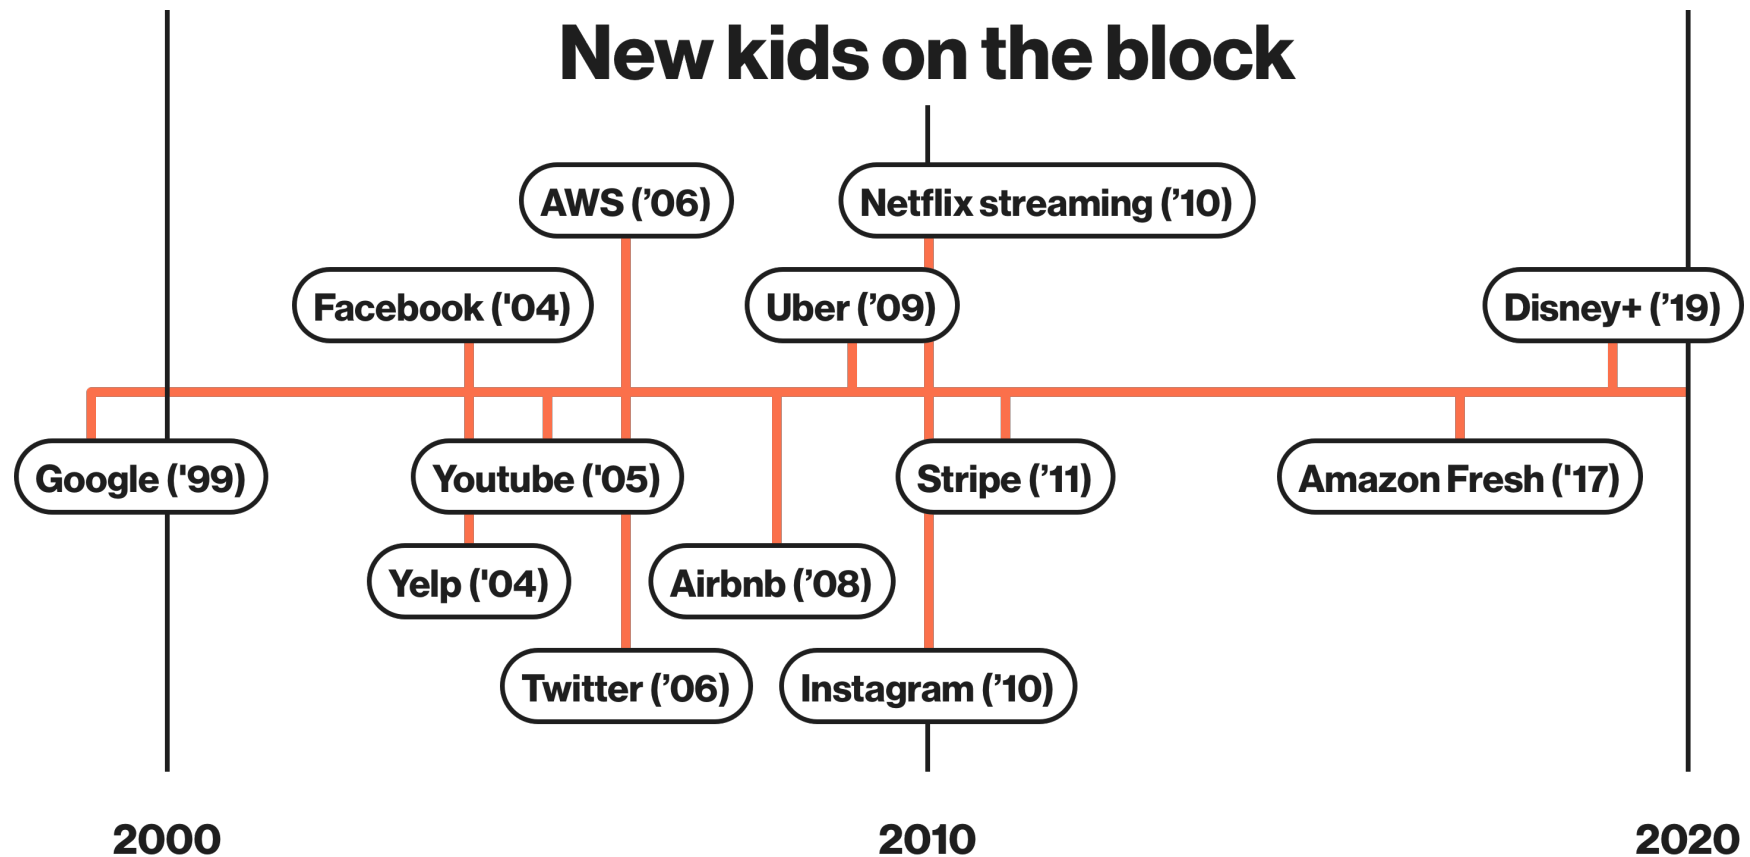 New kids on the block
AWS (’06)
Netflix streaming (’10)
Facebook ('04)
Uber (’09)
Disney+ (’19)
Google ('99)
Youtube ('05)
Stripe (’11)
Amazon Fresh ('17)
Yelp ('04)
Airbnb (’08)
Twitter (’06)
Instagram (’10)
2000
2010
2020